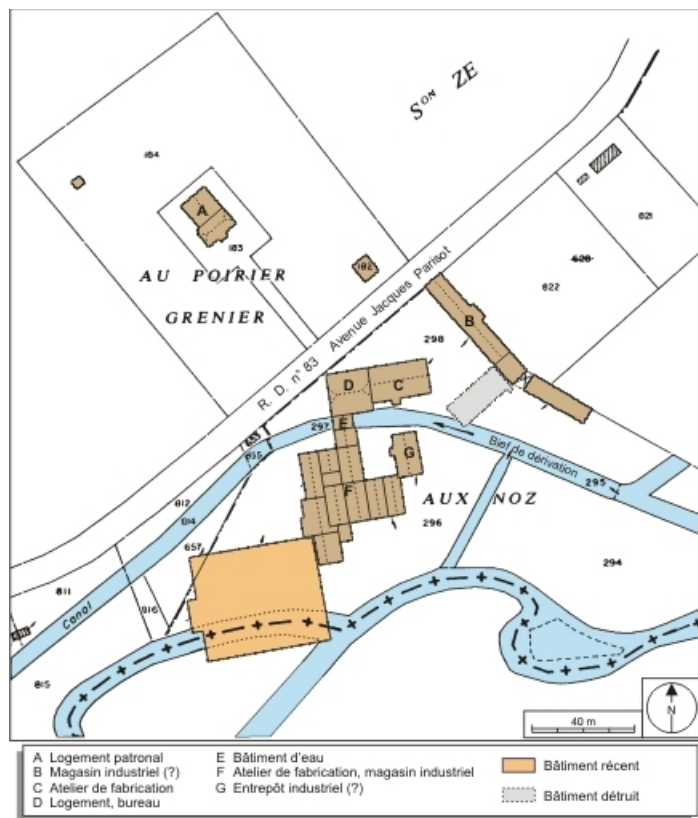 Sᵒⁿ ZE
184
A
183
182
AU POIRIER
GRENIER
R. D. n° 83 Avenue Jacques Parisot
821
628
822
B
298
D
C
E
297
655
G
Bief de dérivation
295
F
AUX NOZ
296
812
814
657
294
811
816
Canal
815
N
40 m
A Logement patronal
B Magasin industriel (?)
C Atelier de fabrication
D Logement, bureau
E Bâtiment d'eau
F Atelier de fabrication, magasin industriel
G Entrepôt industriel (?)
Bâtiment récent
Bâtiment détruit